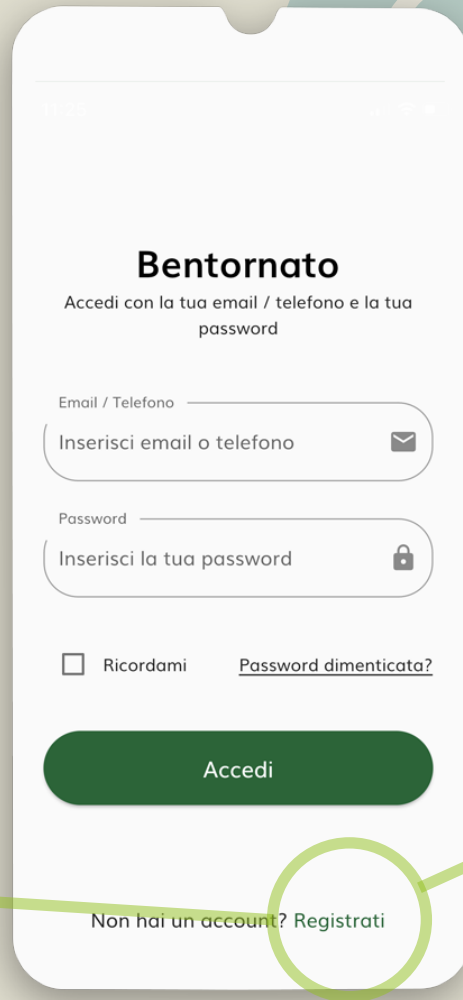 Bentornato
Accedi con la tua email / telefono e la tua
password
Email / Telefono
Inserisci email o telefono
Password
Inserisci la tua password
Ricordami
Password dimenticata?
Accedi
Non hai un account? Registrati